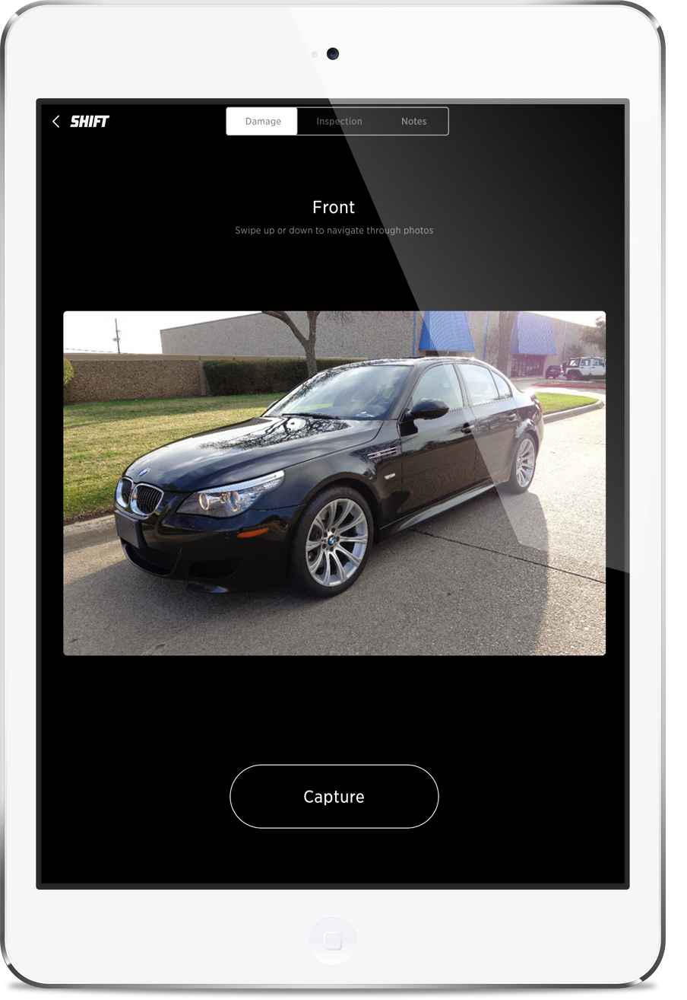 SHIFT
Damage Inspection Notes
Front
Swipe up or down to navigate through photos
Capture